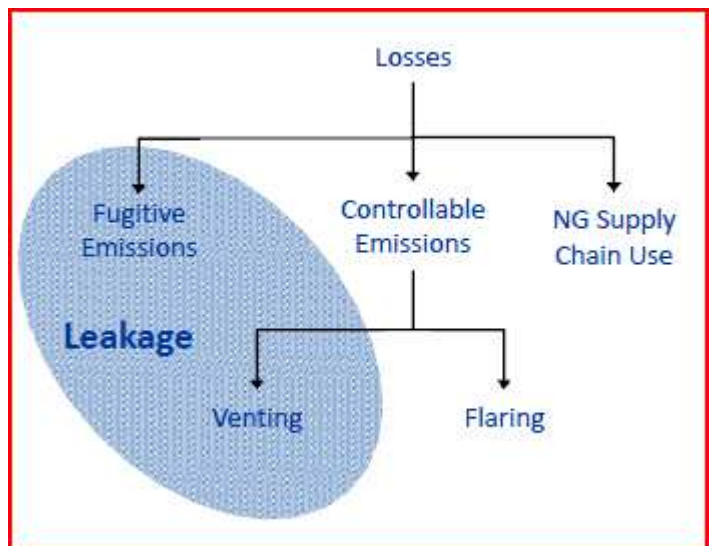 Losses
Fugitive
Emissions
Controllable
Emissions
NG Supply
Chain Use
Leakage
Venting
Flaring